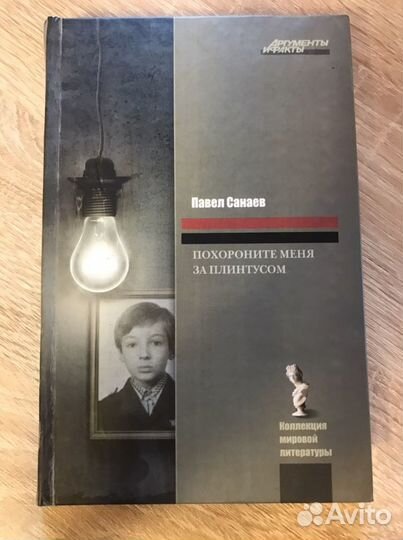 АРГУМЕНТЫ
И ФАКТЫ
Павел Санаев
ПОХОРОНИТЕ МЕНЯ
ЗА ПЛИНТУСОМ
Коллекция
мировой
литературы
Avito